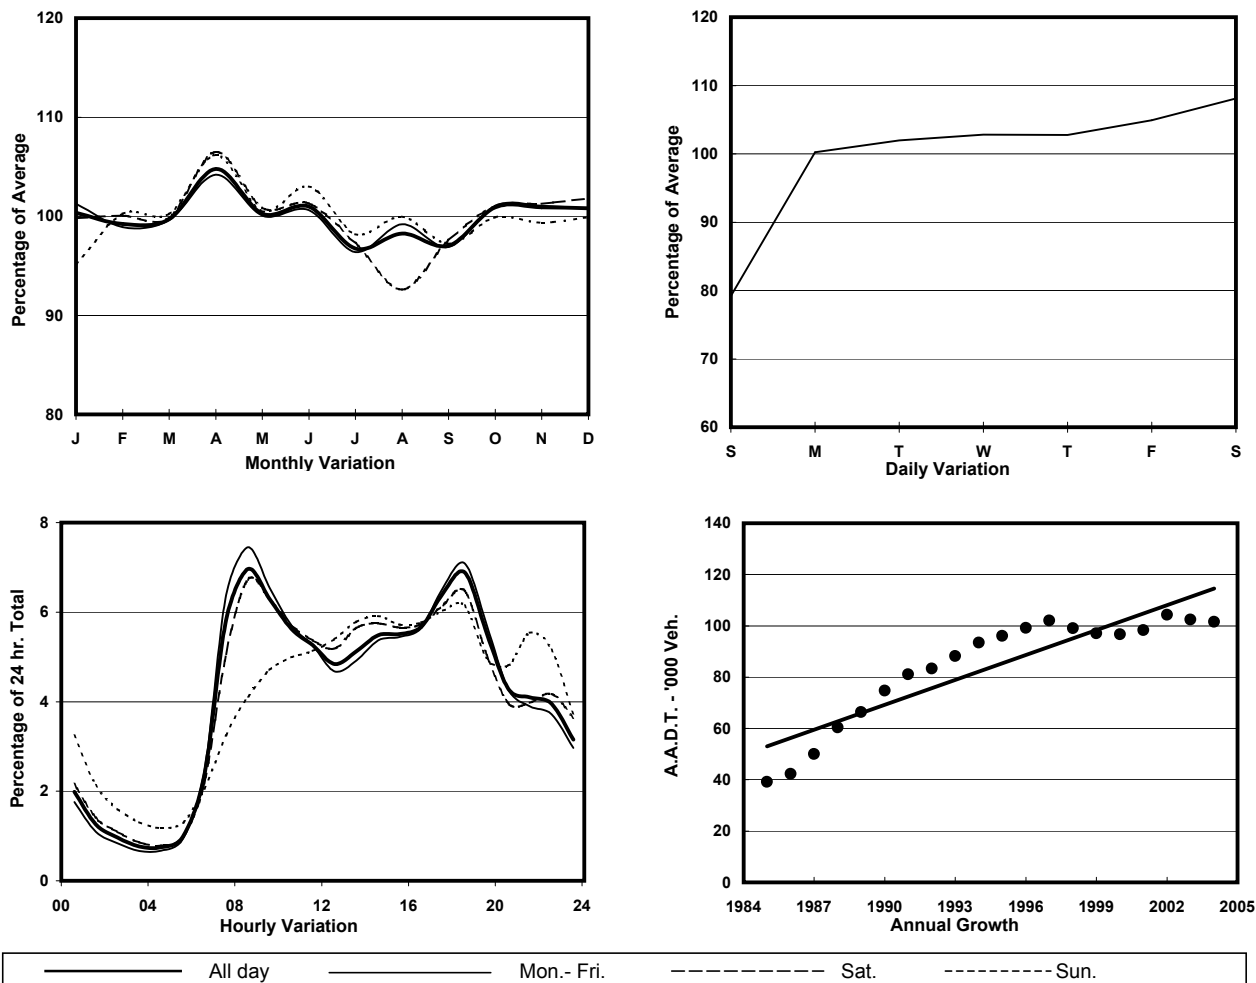 120
110
100
90
80
Percentage of Average
J F M A M J J A S O N D
Monthly Variation
120
110
100
90
80
70
60
Percentage of Average
S M T W T F S
Daily Variation
8
6
4
2
0
Percentage of 24 hr. Total
00 04 08 12 16 20 24
Hourly Variation
140
120
100
80
60
40
20
0
A.A.D.T. - '000 Veh.
1984 1987 1990 1993 1996 1999 2002 2005
Annual Growth
All day Mon.- Fri. Sat. Sun.